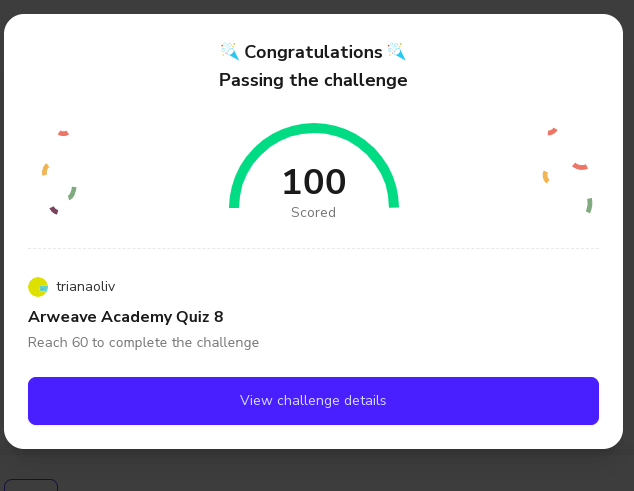 Congratulations
Passing the challenge
100
Scored
trianaoliv
Arweave Academy Quiz 8
Reach 60 to complete the challenge
View challenge details